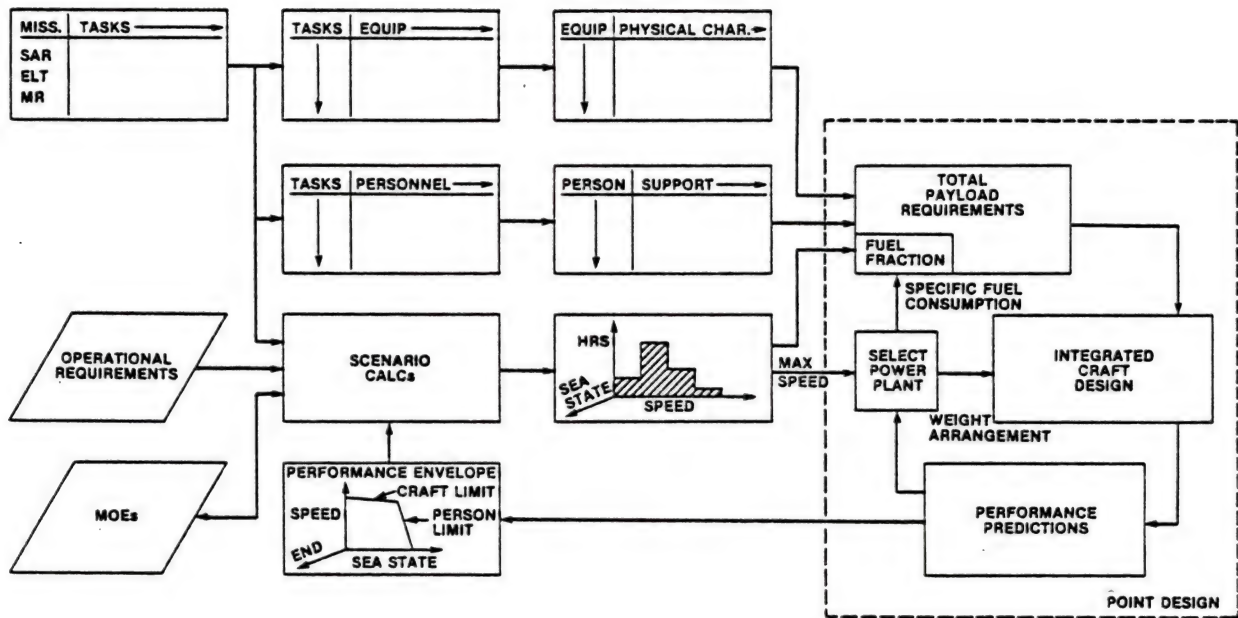 MISS. TASKS
SAR
ELT
MR
TASKS EQUIP
EQUIP PHYSICAL CHAR.
TASKS PERSONNEL
PERSON SUPPORT
TOTAL
PAYLOAD
REQUIREMENTS
FUEL
FRACTION
SPECIFIC FUEL
CONSUMPTION
OPERATIONAL
REQUIREMENTS
SCENARIO
CALCs
HRS
SEA
STATE
SPEED
MAX
SPEED
SELECT
POWER
PLANT
INTEGRATED
CRAFT
DESIGN
WEIGHT
ARRANGEMENT
MOEs
PERFORMANCE ENVELOPE
CRAFT LIMIT
SPEED
PERSON
LIMIT
END
SEA STATE
PERFORMANCE
PREDICTIONS
POINT DESIGN